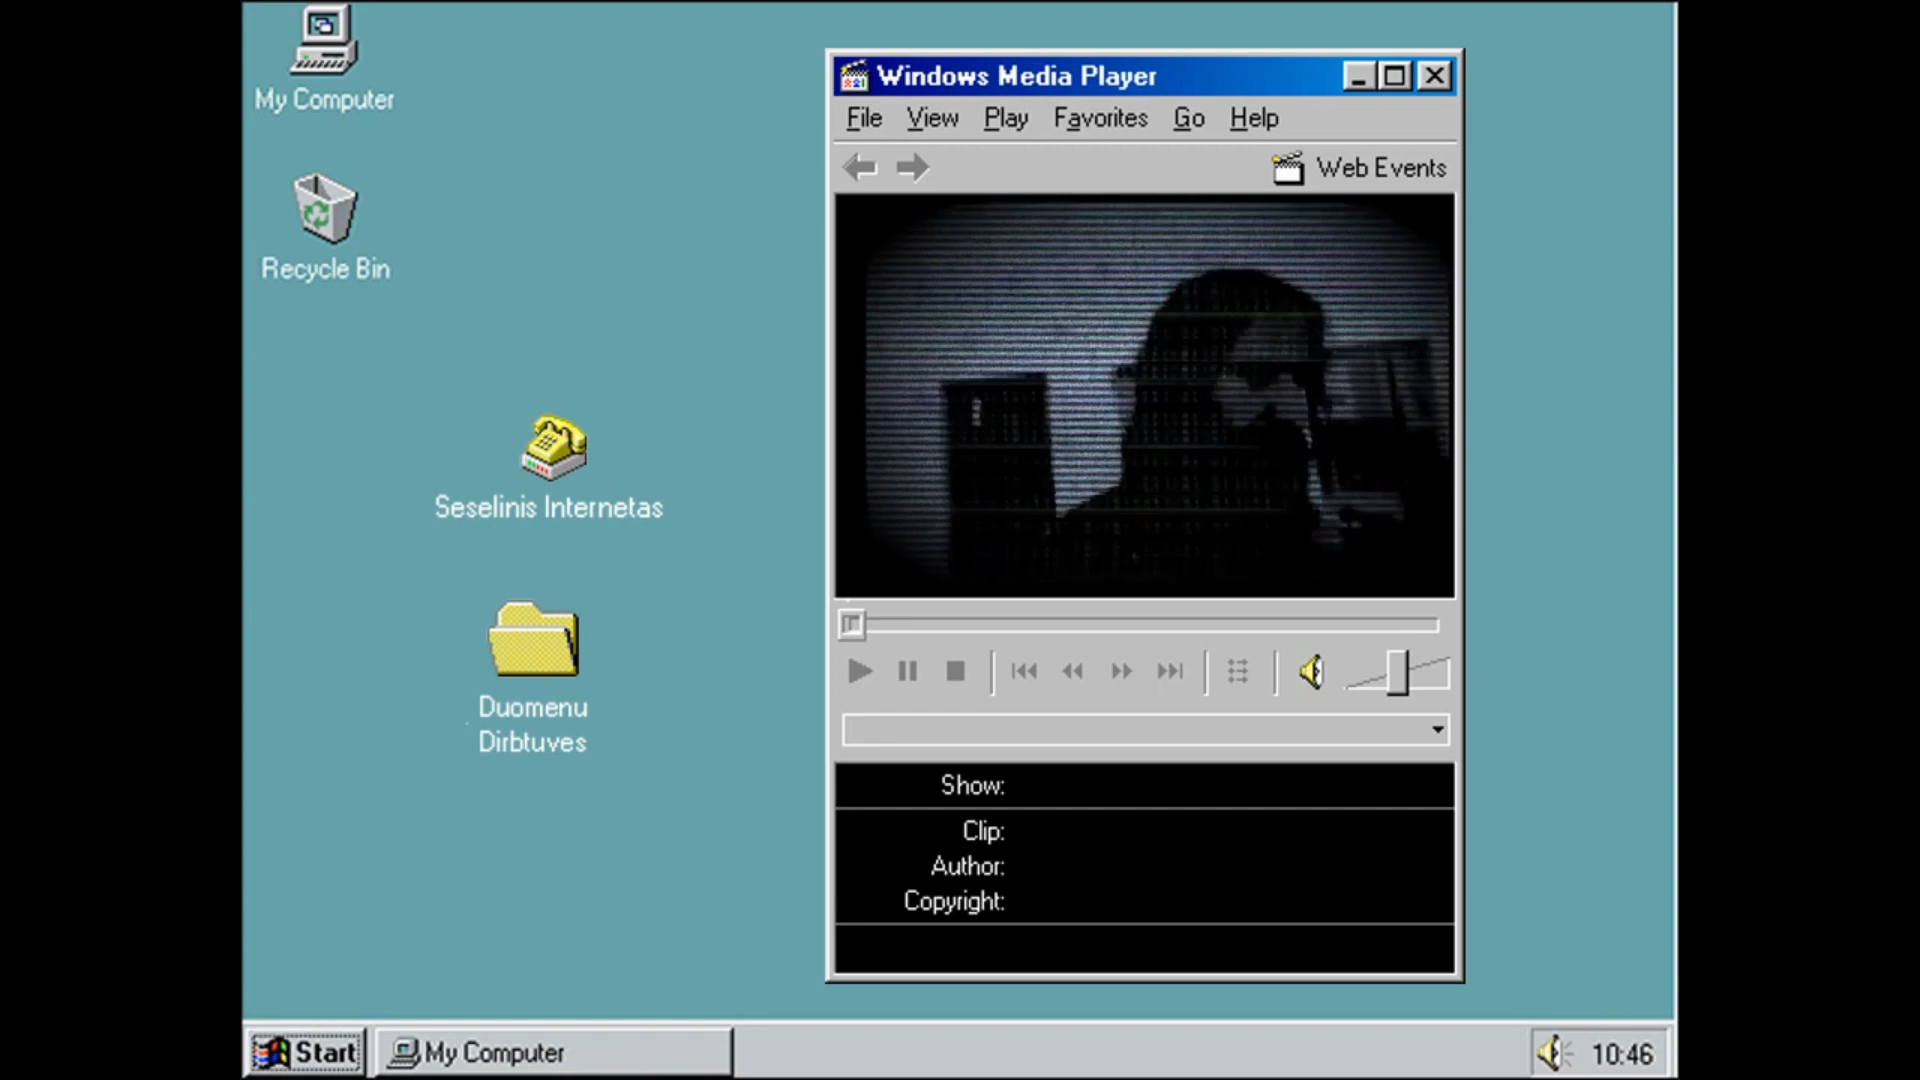 My Computer
Recycle Bin
Seselinis Internetas
Duomenu
Dirbtuves
Windows Media Player
File View Play Favorites Go Help
Web Events
Show:
Clip:
Author:
Copyright:
Start
My Computer
10:46